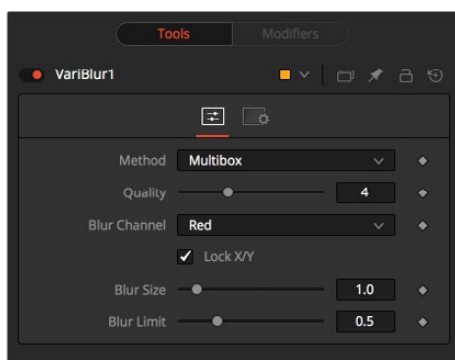 Tools Modifiers
VariBlur1
Method Multibox
Quality 4
Blur Channel Red
Lock X/Y
Blur Size 1.0
Blur Limit 0.5